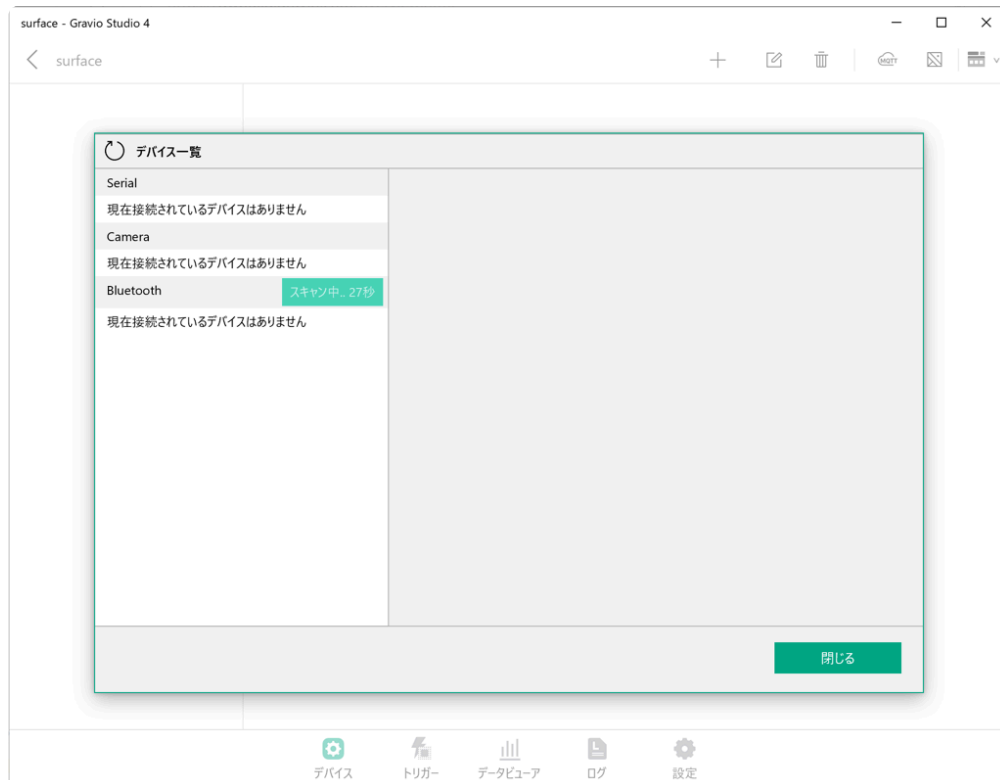 surface - Gravio Studio 4
surface
MQTT
デバイス一覧
Serial
現在接続されているデバイスはありません
Camera
現在接続されているデバイスはありません
Bluetooth
スキャン中.. 27秒
現在接続されているデバイスはありません
閉じる
デバイス
トリガー
データビューア
ログ
設定